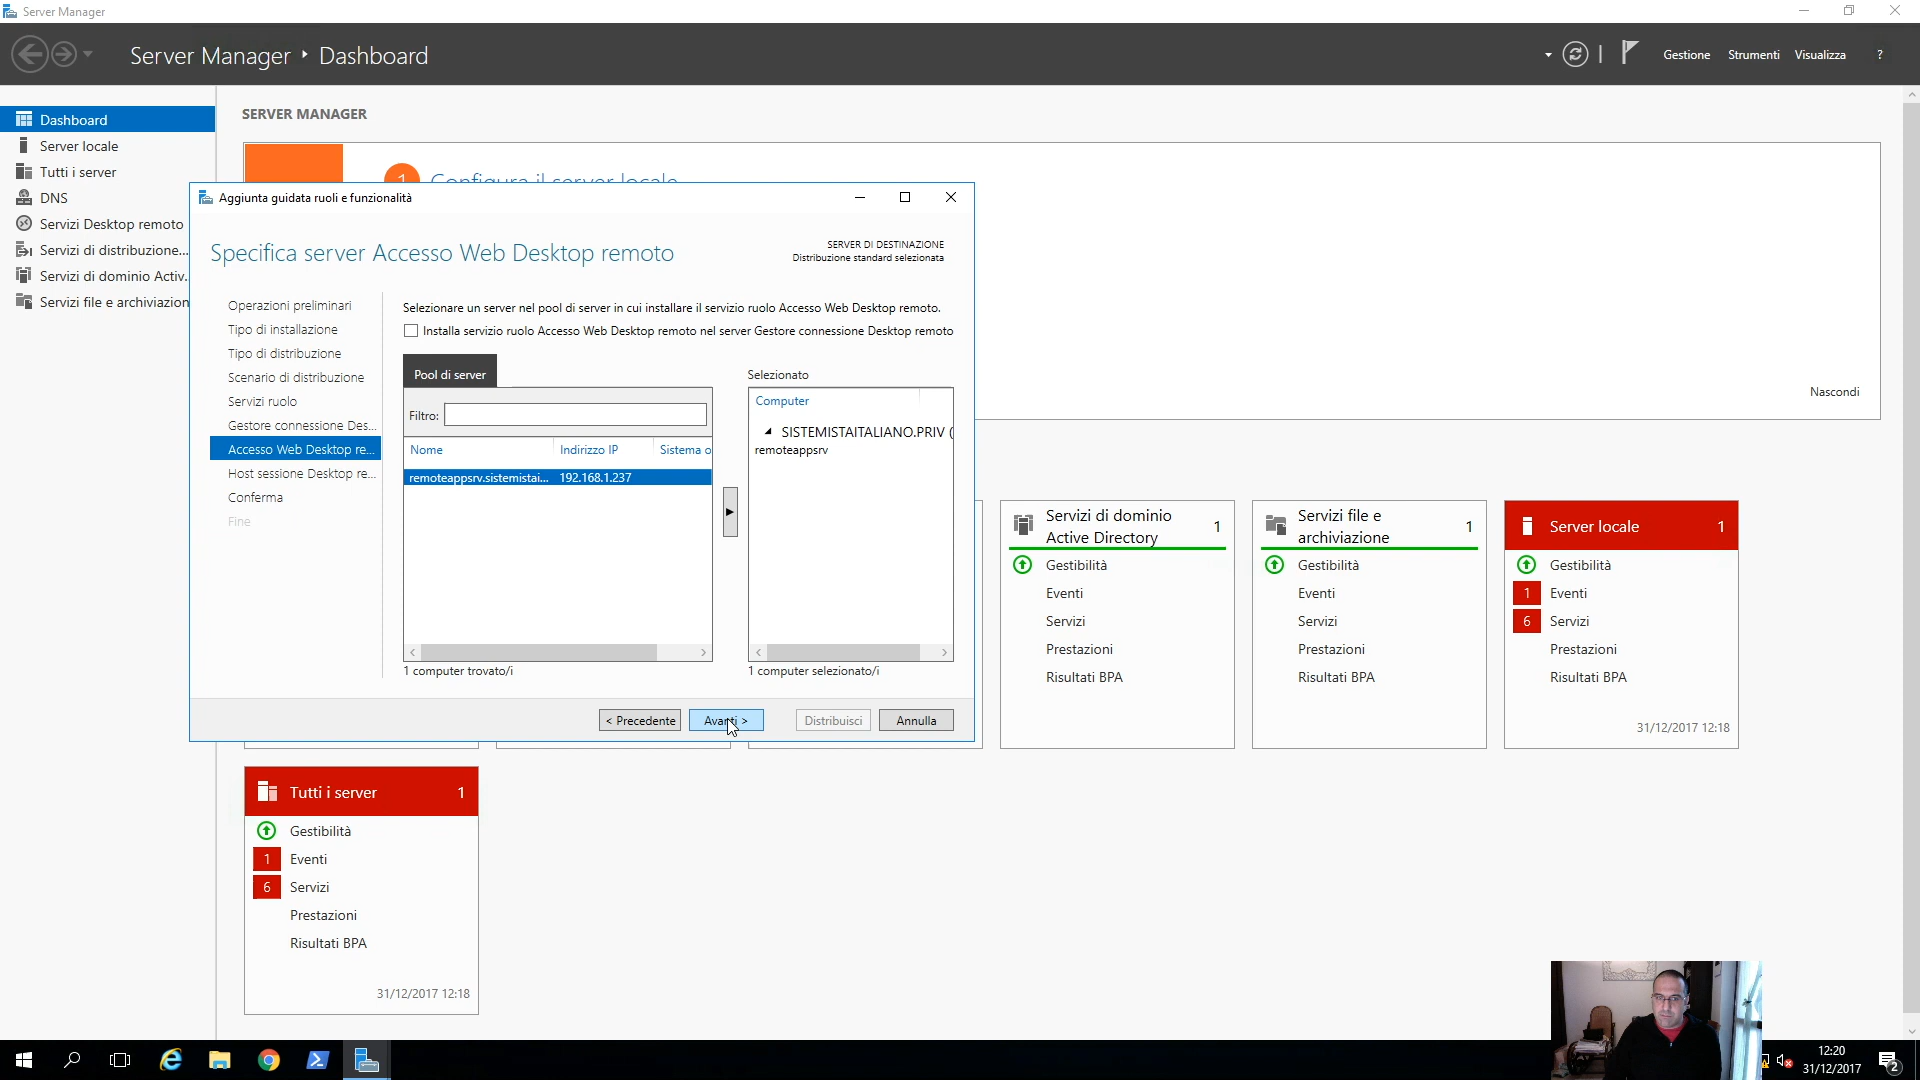 Server Manager
Server Manager ‣ Dashboard
Gestione Strumenti Visualizza ?
Dashboard
Server locale
Tutti i server
DNS
Servizi Desktop remoto
Servizi di distribuzione...
Servizi di dominio Activ.
Servizi file e archiviazion
SERVER MANAGER
1 Configura il server locale
Nascondi
Aggiunta guidata ruoli e funzionalità
Specifica server Accesso Web Desktop remoto
SERVER DI DESTINAZIONE
Distribuzione standard selezionata
Operazioni preliminari
Tipo di installazione
Tipo di distribuzione
Scenario di distribuzione
Servizi ruolo
Gestore connessione Des...
Accesso Web Desktop re...
Host sessione Desktop re...
Conferma
Fine
Selezionare un server nel pool di server in cui installare il servizio ruolo Accesso Web Desktop remoto.
Installa servizio ruolo Accesso Web Desktop remoto nel server Gestore connessione Desktop remoto
Pool di server
Filtro:
Nome Indirizzo IP Sistema o
remoteappsrv.sistemistai... 192.168.1.237
1 computer trovato/i
Selezionato
Computer
SISTEMISTAITALIANO.PRIV (
remoteappsrv
1 computer selezionato/i
< Precedente Avanti > Distribuisci Annulla
Servizi di dominio
Active Directory 1
Gestibilità
Eventi
Servizi
Prestazioni
Risultati BPA
Servizi file e
archiviazione 1
Gestibilità
Eventi
Servizi
Prestazioni
Risultati BPA
Server locale 1
Gestibilità
1 Eventi
6 Servizi
Prestazioni
Risultati BPA
31/12/2017 12:18
Tutti i server 1
Gestibilità
1 Eventi
6 Servizi
Prestazioni
Risultati BPA
31/12/2017 12:18
12:20
31/12/2017
2